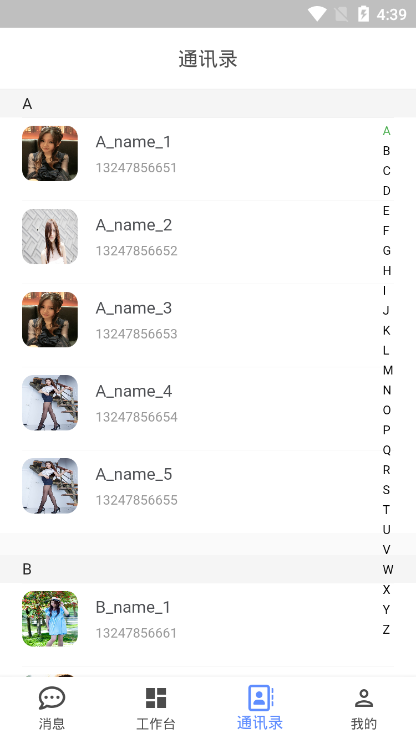 4:39
通讯录
A
A_name_1
13247856651
A_name_2
13247856652
A_name_3
13247856653
A_name_4
13247856654
A_name_5
13247856655
B
B_name_1
13247856661
A
B
C
D
E
F
G
H
I
J
K
L
M
N
O
P
Q
R
S
T
U
V
W
X
Y
Z
消息
工作台
通讯录
我的